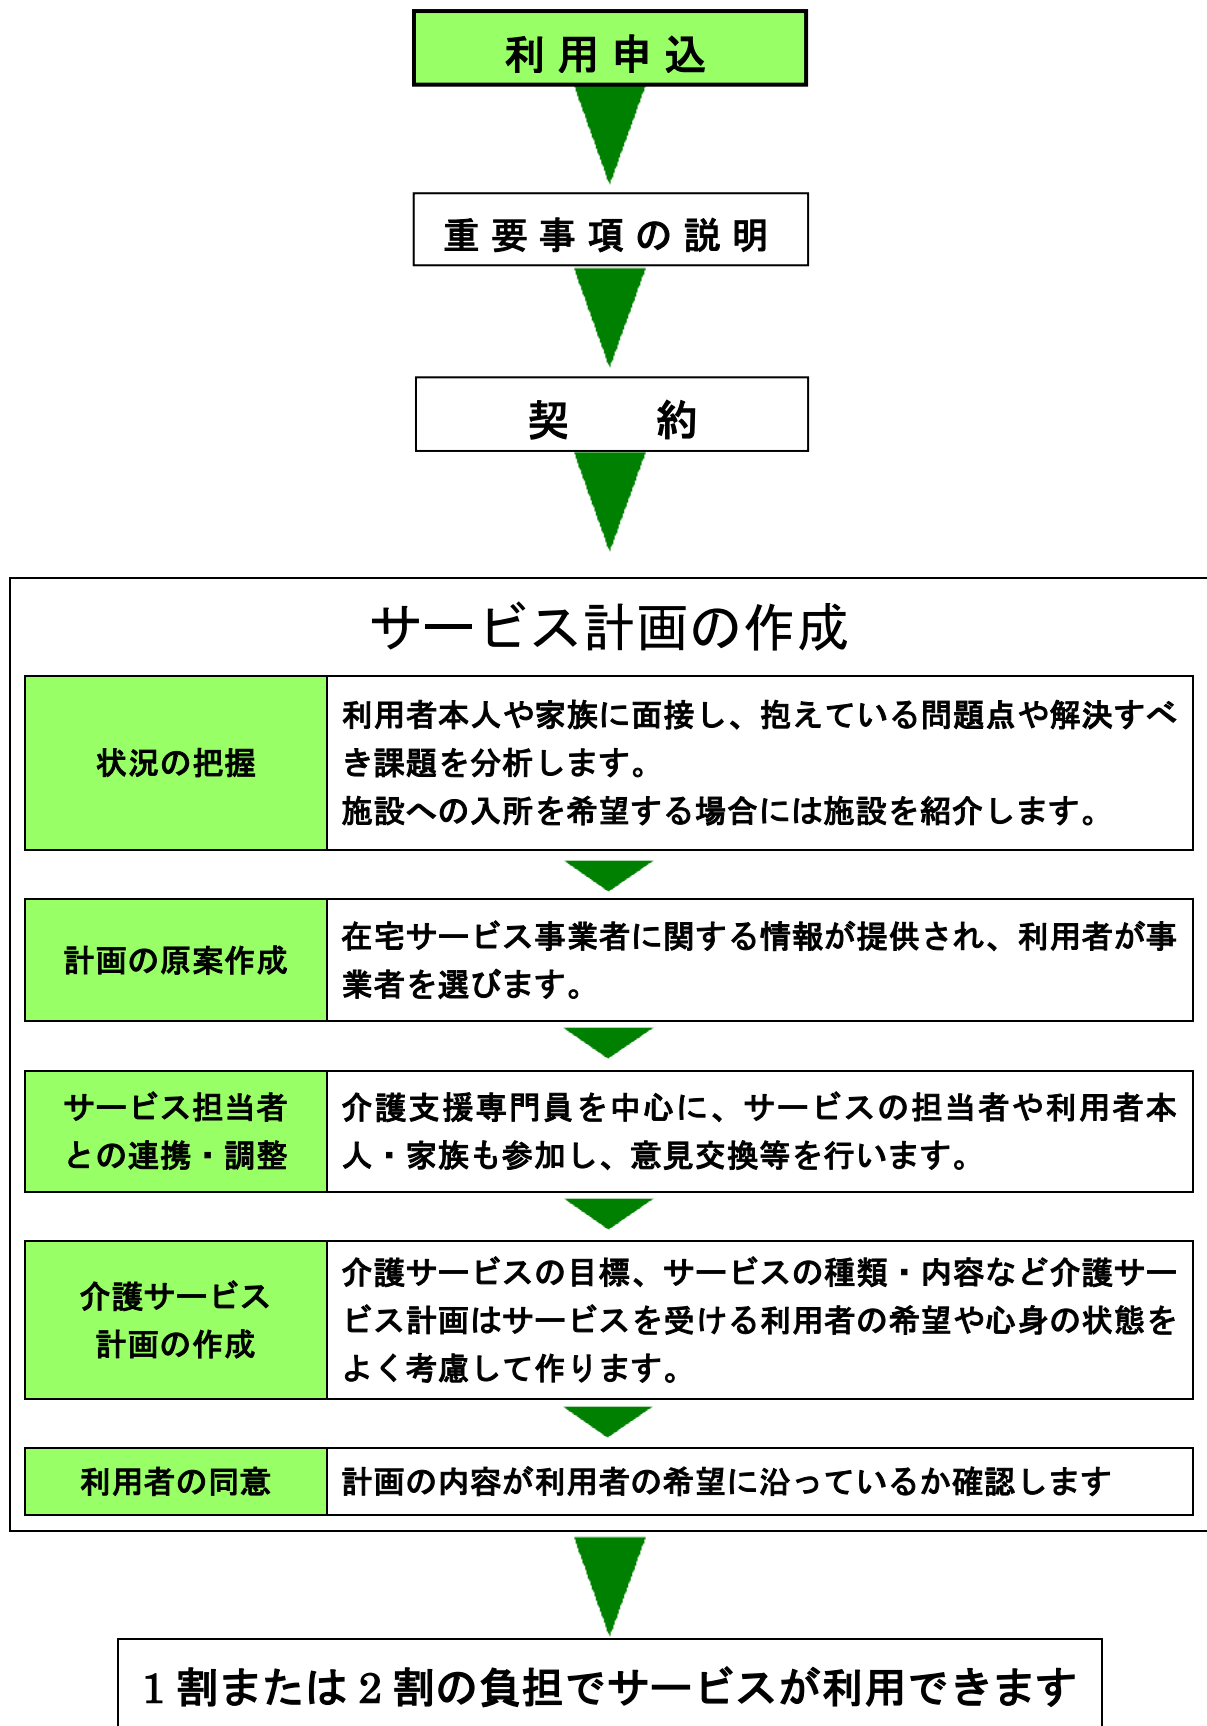 利用申込
重要事項の説明
契　約
サービス計画の作成
状況の把握
利用者本人や家族に面接し、抱えている問題点や解決すべ
き課題を分析します。
施設への入所を希望する場合には施設を紹介します。
計画の原案作成
在宅サービス事業者に関する情報が提供され、利用者が事
業者を選びます。
サービス担当者
との連携・調整
介護支援専門員を中心に、サービスの担当者や利用者本
人・家族も参加し、意見交換等を行います。
介護サービス
計画の作成
介護サービスの目標、サービスの種類・内容など介護サー
ビス計画はサービスを受ける利用者の希望や心身の状態を
よく考慮して作ります。
利用者の同意
計画の内容が利用者の希望に沿っているか確認します
1割または2割の負担でサービスが利用できます